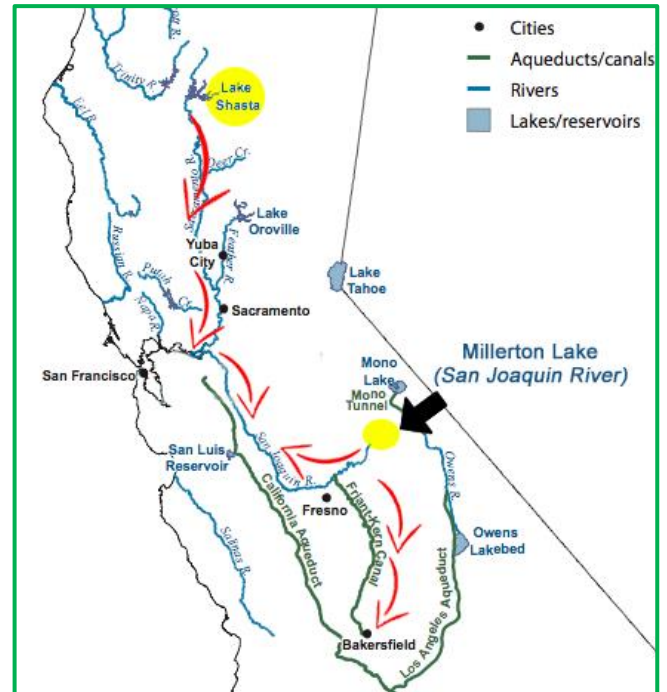 Cities
Aqueducts/canals
Rivers
Lakes/reservoirs
on R.
Trinity R.
Lake
Shasta
Eel R.
Deer Cr.
Sacramento R.
Lake
Oroville
Feather R.
Yuba
City
Russian R.
Putah Cr.
Napa R.
Sacramento
Lake
Tahoe
San Francisco
Mono
Lake
Mono
Tunnel
Millerton Lake
(San Joaquin River)
San Luis
Reservoir
San Joaquin R.
Fresno
Friant-Kern Canal
California Aqueduct
Salinas R.
Owens R.
Owens
Lakebed
Los Angeles Aqueduct
Bakersfield